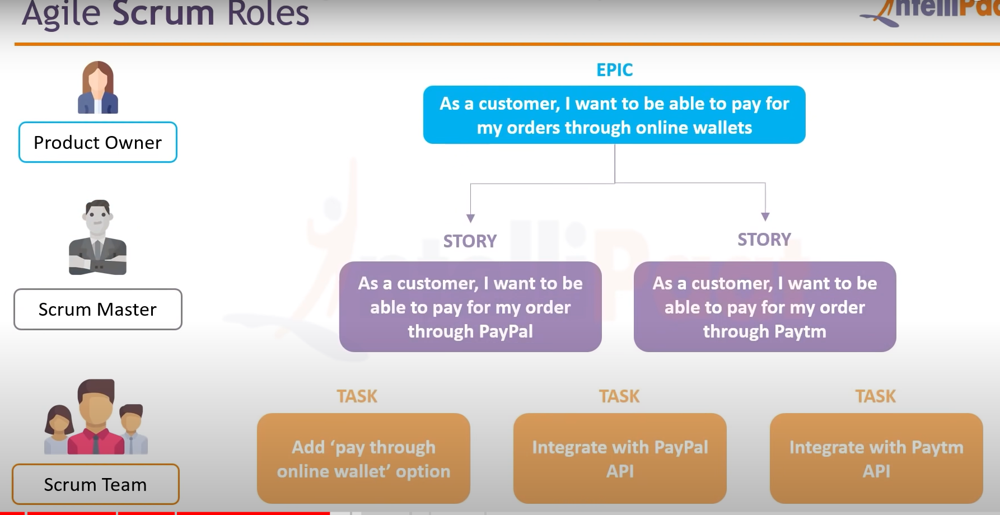 Agile Scrum Roles
IntelliPaa
EPIC
As a customer, I want to be able to pay for
my orders through online wallets
Product Owner
STORY
As a customer, I want to be
able to pay for my order
through PayPal
STORY
As a customer, I want to be
able to pay for my order
through Paytm
Scrum Master
TASK
Add ‘pay through
online wallet’ option
TASK
Integrate with PayPal
API
TASK
Integrate with Paytm
API
Scrum Team
IntelliPaat